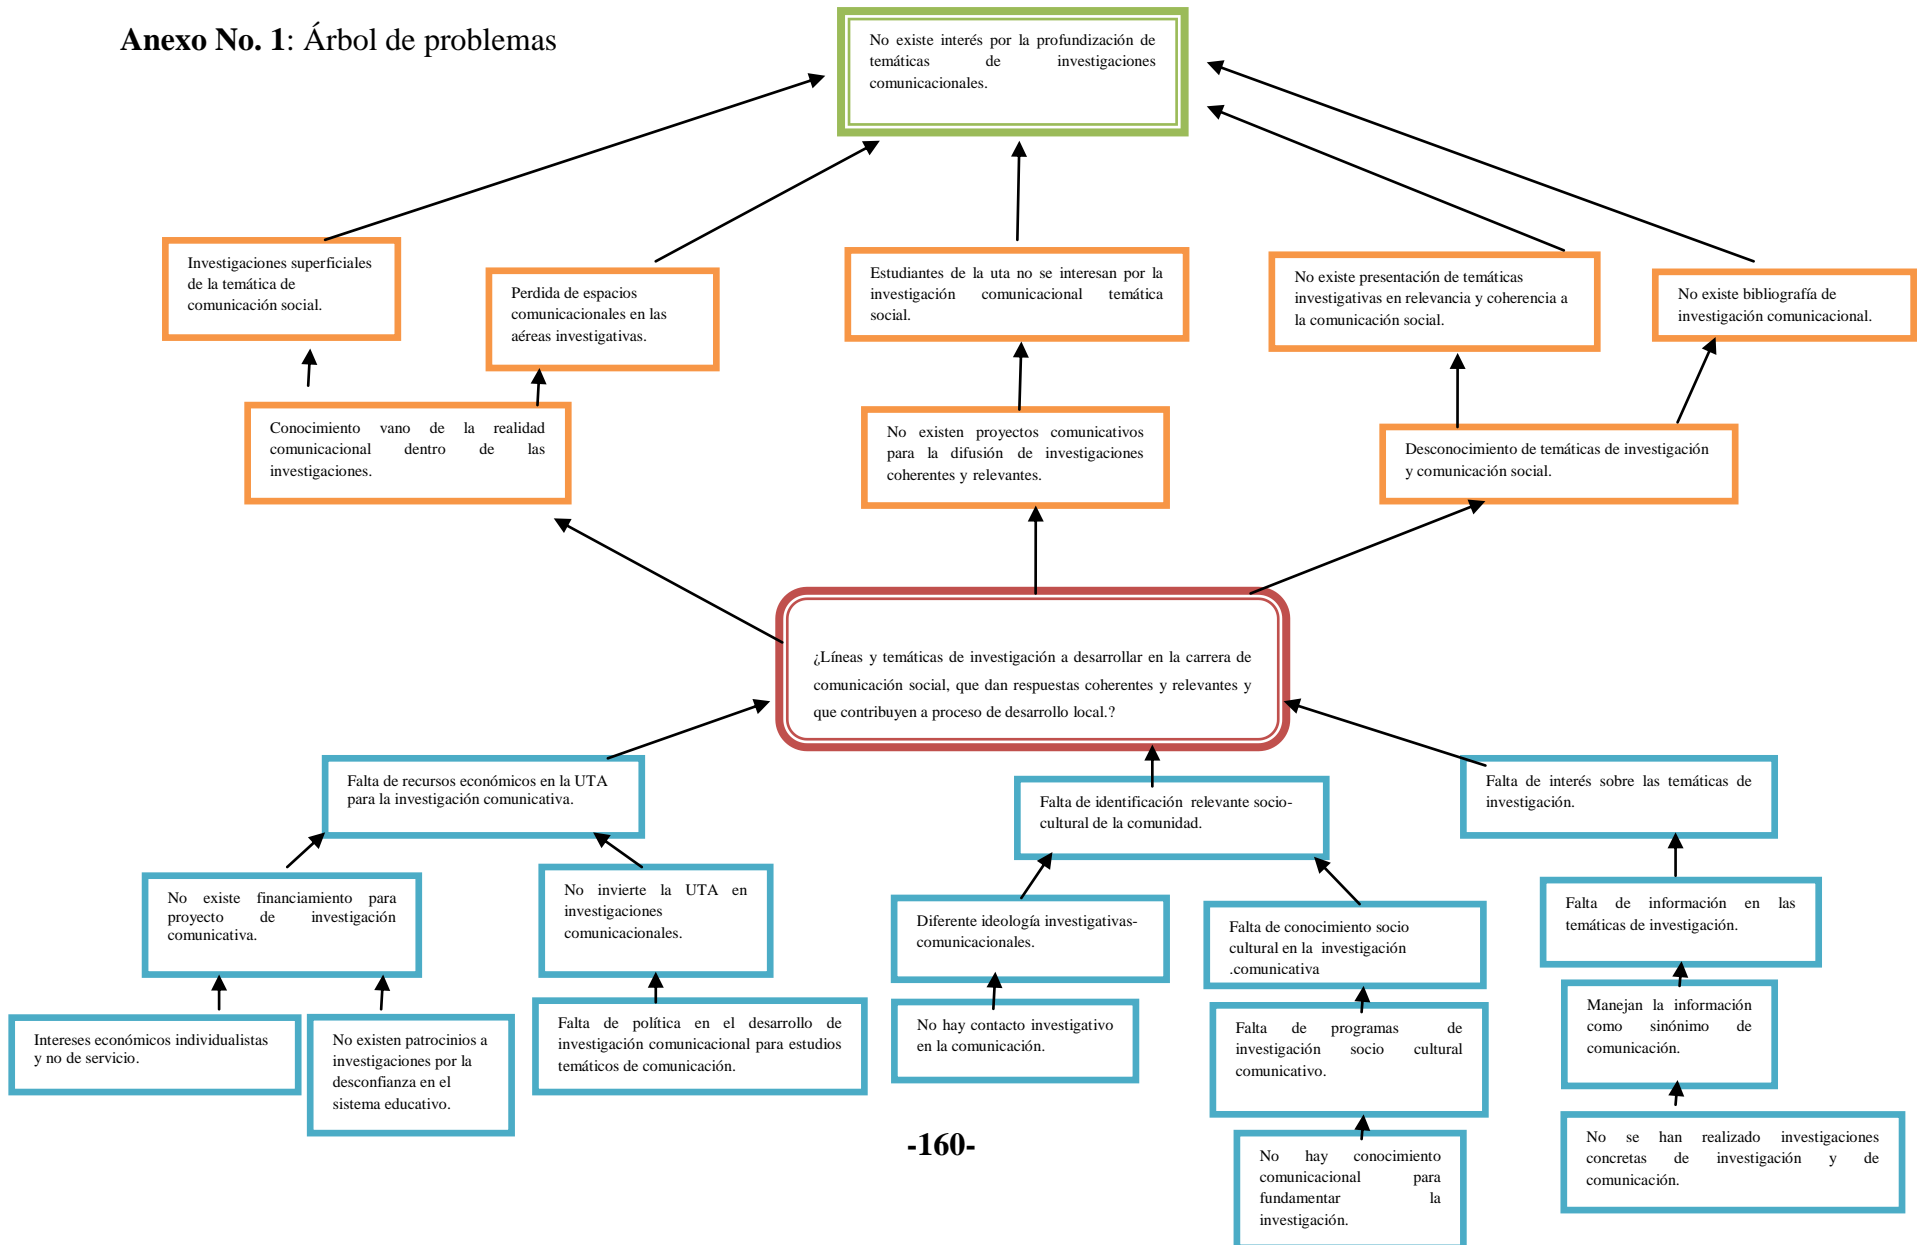 Anexo No. 1: Árbol de problemas
No existe interés por la profundización de
temáticas de investigaciones
comunicacionales.
Investigaciones superficiales
de la temática de
comunicación social.
Perdida de espacios
comunicacionales en las
aéreas investigativas.
Estudiantes de la uta no se interesan por la
investigación comunicacional temática
social.
No existe presentación de temáticas
investigativas en relevancia y coherencia a
la comunicación social.
No existe bibliografía de
investigación comunicacional.
Conocimiento vano de la realidad
comunicacional dentro de las
investigaciones.
No existen proyectos comunicativos
para la difusión de investigaciones
coherentes y relevantes.
Desconocimiento de temáticas de investigación
y comunicación social.
¿Líneas y temáticas de investigación a desarrollar en la carrera de
comunicación social, que dan respuestas coherentes y relevantes y
que contribuyen a proceso de desarrollo local.?
Falta de recursos económicos en la UTA
para la investigación comunicativa.
Falta de identificación relevante socio-
cultural de la comunidad.
Falta de interés sobre las temáticas de
investigación.
No existe financiamiento para
proyecto de investigación
comunicativa.
No invierte la UTA en
investigaciones
comunicacionales.
Diferente ideología investigativas-
comunicacionales.
Falta de conocimiento socio
cultural en la investigación
.comunicativa
Falta de información en las
temáticas de investigación.
Intereses económicos individualistas
y no de servicio.
No existen patrocinios a
investigaciones por la
desconfianza en el
sistema educativo.
Falta de política en el desarrollo de
investigación comunicacional para estudios
temáticos de comunicación.
No hay contacto investigativo
en la comunicación.
Falta de programas de
investigación socio cultural
comunicativo.
Manejan la información
como sinónimo de
comunicación.
No hay conocimiento
comunicacional para
fundamentar la
investigación.
No se han realizado investigaciones
concretas de investigación y de
comunicación.
-160-